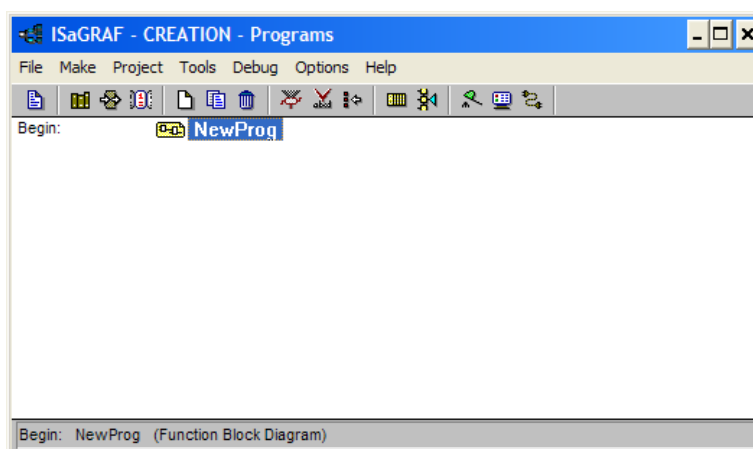 ISaGRAF - CREATION - Programs
File Make Project Tools Debug Options Help
Begin: NewProg
Begin: NewProg (Function Block Diagram)